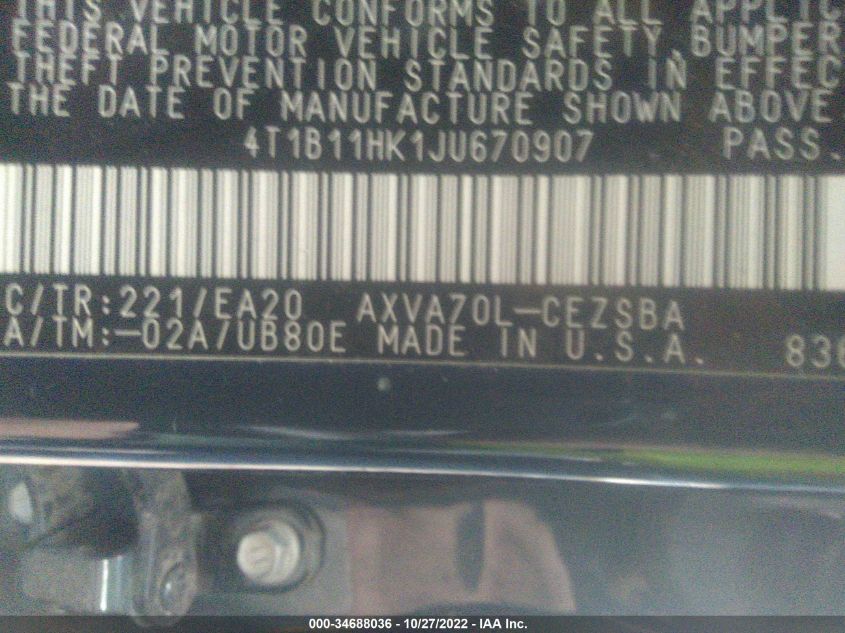 THIS VEHICLE CONFORMS TO ALL APPLIC
FEDERAL MOTOR VEHICLE SAFETY,BUMPER
THEFT PREVENTION STANDARDS IN EFFEC
THE DATE OF MANUFACTURE SHOWN ABOVE
4T1B11HK1JU670907 PASS.
C/TR:221/EA20 AXVA70L-CEZSBA
A/TM:-02A/UB80E MADE IN U.S.A. 830
000-34688036 - 10/27/2022 - IAA Inc.